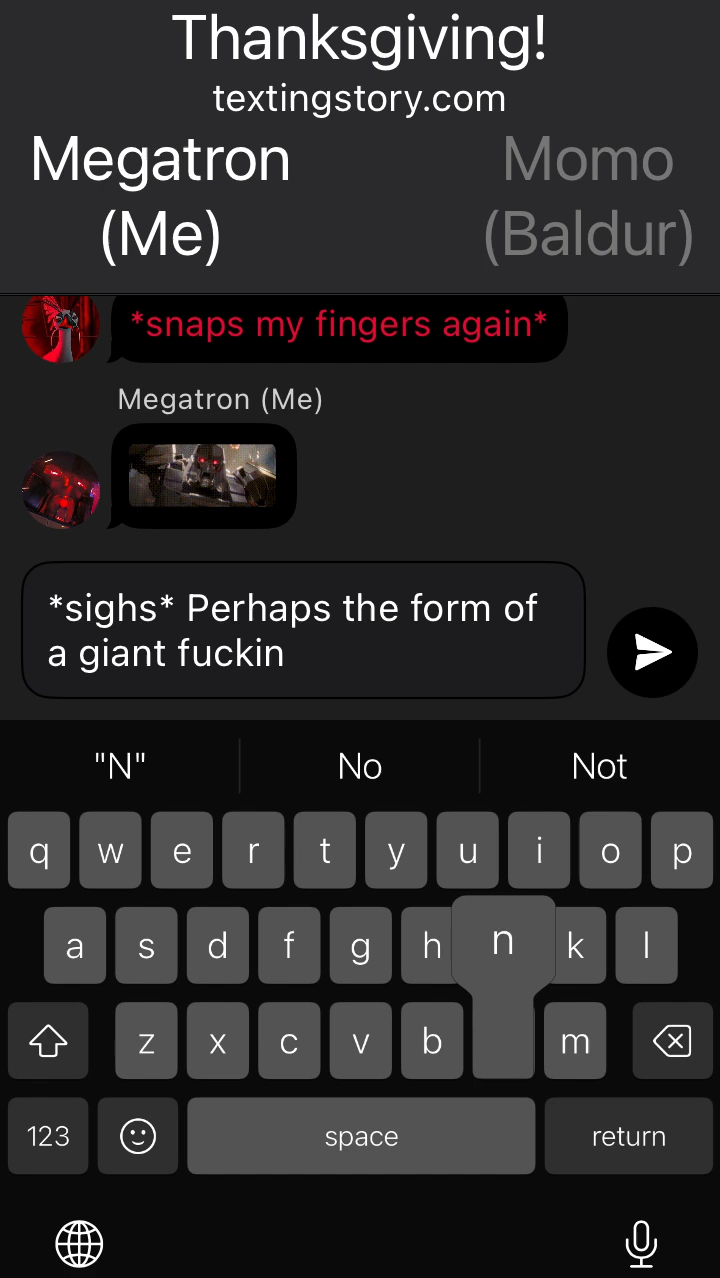 Thanksgiving!
textingstory.com
Megatron
(Me)
Momo
(Baldur)
*snaps my fingers again*
Megatron (Me)
*sighs* Perhaps the form of
a giant fuckin
"N" No Not
q w e r t y u i o p
a s d f g h n k l
z x c v b m
123 space return